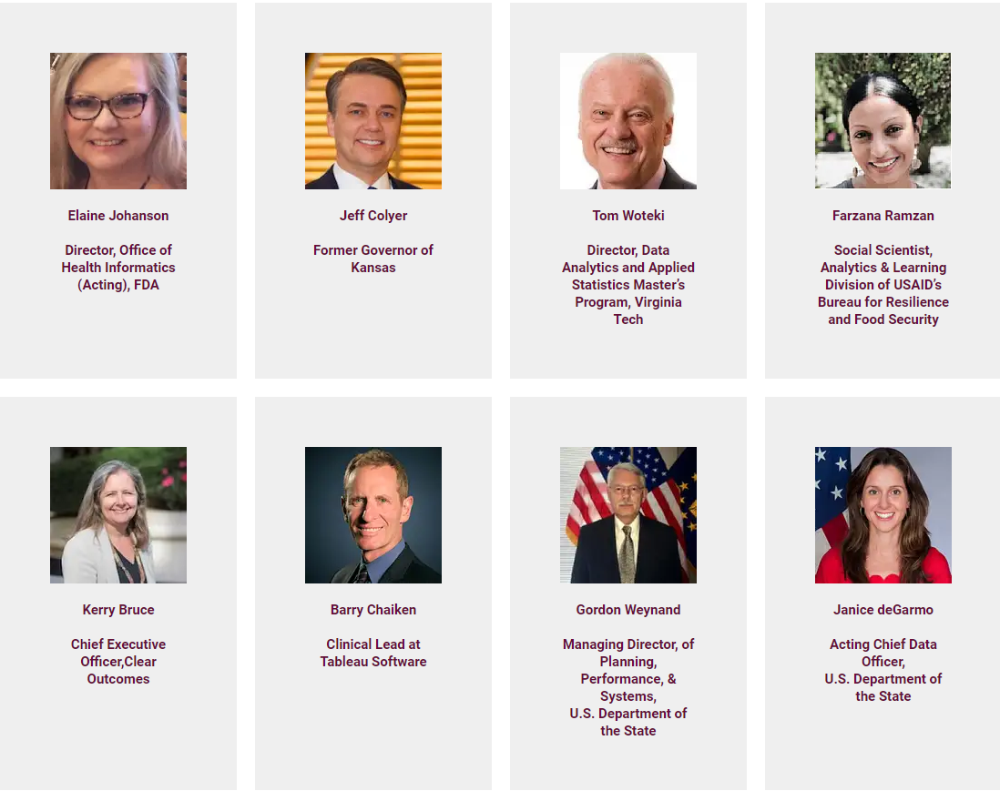 Elaine Johanson
Director, Office of
Health Informatics
(Acting), FDA
Jeff Colyer
Former Governor of
Kansas
Tom Woteki
Director, Data
Analytics and Applied
Statistics Master's
Program, Virginia
Tech
Farzana Ramzan
Social Scientist,
Analytics & Learning
Division of USAID's
Bureau for Resilience
and Food Security
Kerry Bruce
Chief Executive
Officer,Clear
Outcomes
Barry Chaiken
Clinical Lead at
Tableau Software
Gordon Weynand
Managing Director, of
Planning,
Performance, &
Systems,
U.S. Department of
the State
Janice deGarmo
Acting Chief Data
Officer,
U.S. Department of
the State